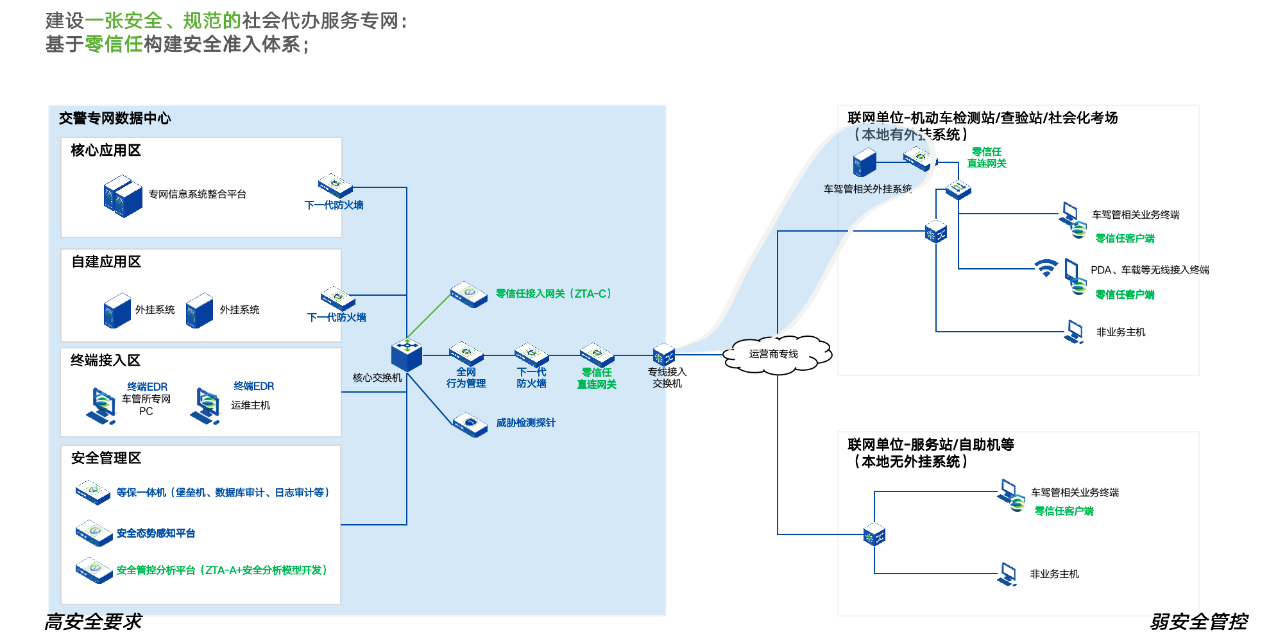 建设一张安全、规范的社会代办服务专网：
基于零信任构建安全准入体系；
交警专网数据中心
核心应用区
专网信息系统整合平台
下一代防火墙
自建应用区
外挂系统
外挂系统
下一代防火墙
终端接入区
终端EDR
车管所专网
PC
终端EDR
运维主机
安全管理区
等保一体机（堡垒机、数据库审计、日志审计等）
安全态势感知平台
安全管控分析平台（ZTA-A+安全分析模型开发）
零信任接入网关（ZTA-C）
核心交换机
全网
行为管理
下一代
防火墙
零信任
直连网关
专线接入
交换机
威胁检测探针
运营商专线
联网单位-机动车检测站/查验站/社会化考场
（本地有外挂系统）
零信任
直连网关
车驾管相关外挂系统
车驾管相关业务终端
零信任客户端
PDA、车载等无线接入终端
零信任客户端
非业务主机
联网单位-服务站/自助机等
（本地无外挂系统）
车驾管相关业务终端
零信任客户端
非业务主机
高安全要求
弱安全管控